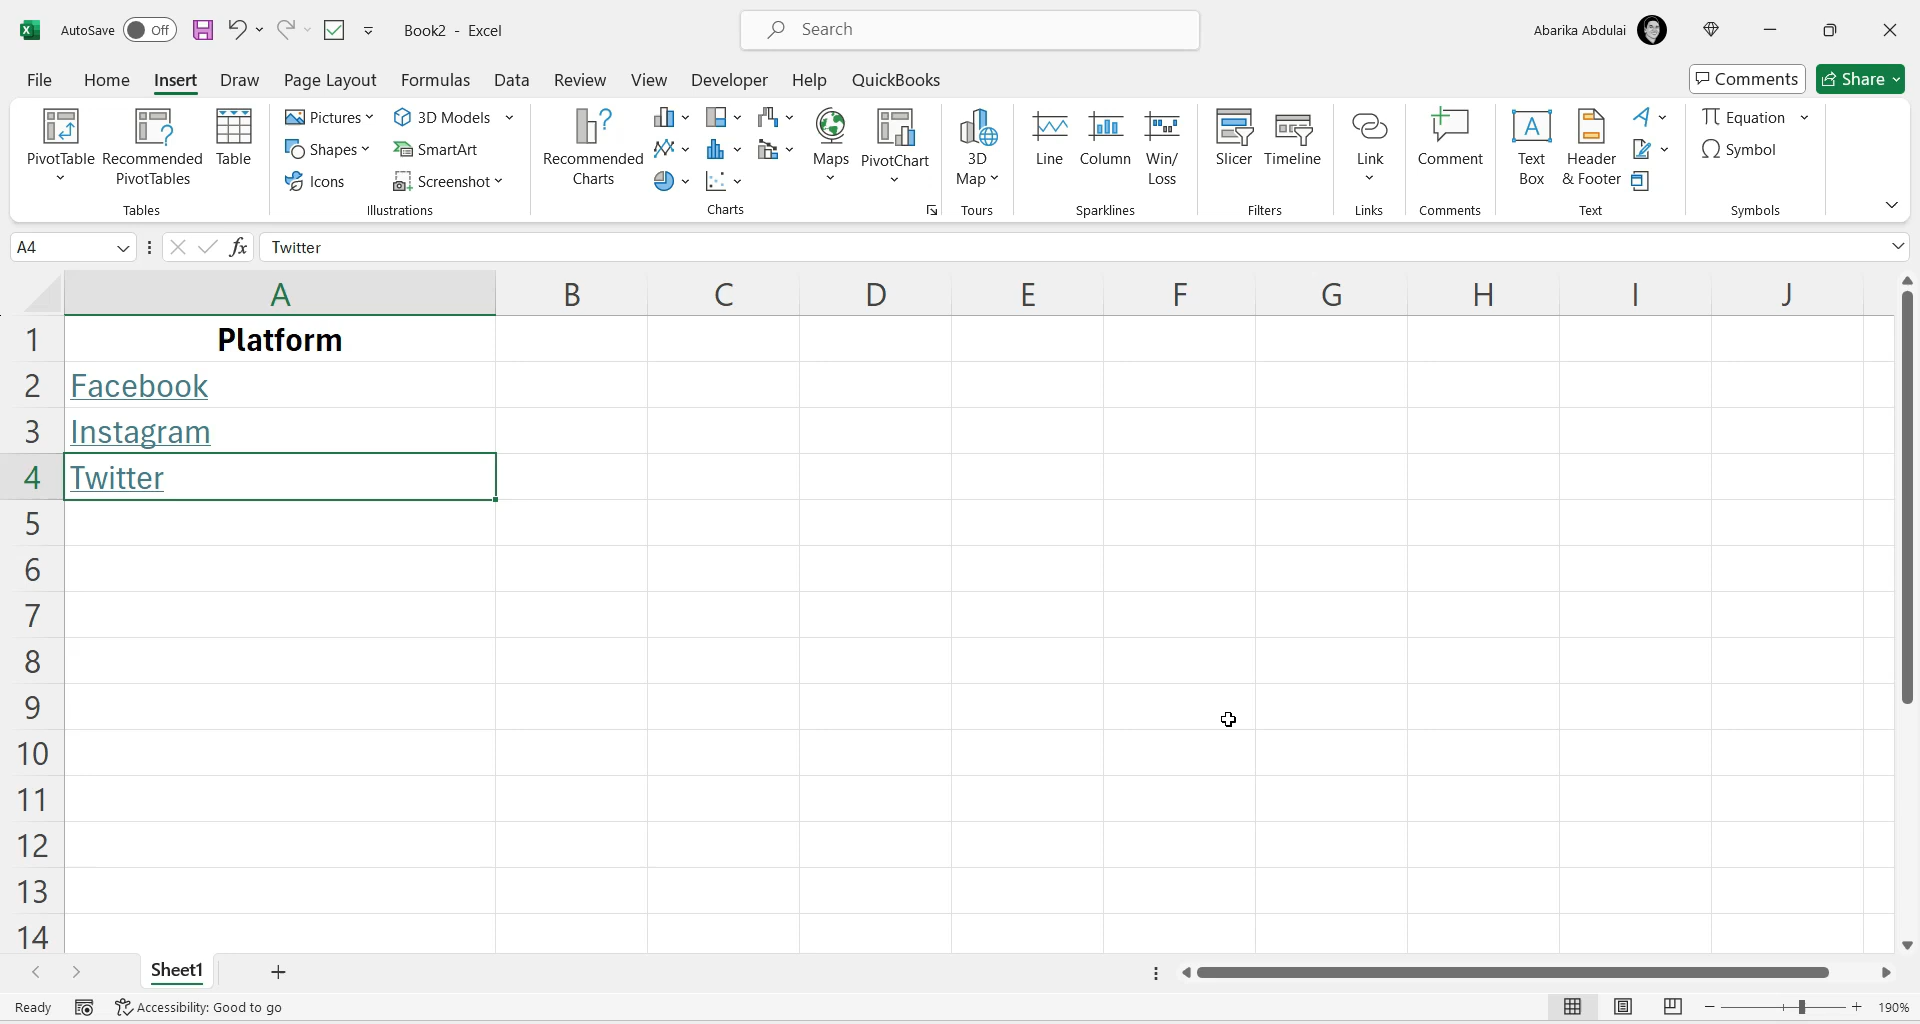 AutoSave Off Book2 - Excel Search Abarika Abdulai
File Home Insert Draw Page Layout Formulas Data Review View Developer Help QuickBooks Comments Share
PivotTable
Recommended PivotTables
Table
Tables
Pictures
Shapes
Icons
3D Models
SmartArt
Screenshot
Illustrations
Recommended Charts
Maps
PivotChart
Charts
3D Map
Tours
Line
Column
Win/ Loss
Sparklines
Slicer
Timeline
Filters
Link
Links
Comment
Comments
Text Box
Header & Footer
Text
Equation
Symbol
Symbols
A4 fx Twitter
A B C D E F G H I J
1 Platform
2 Facebook
3 Instagram
4 Twitter
5
6
7
8
9
10
11
12
13
14
Sheet1
Ready Accessibility: Good to go 190%